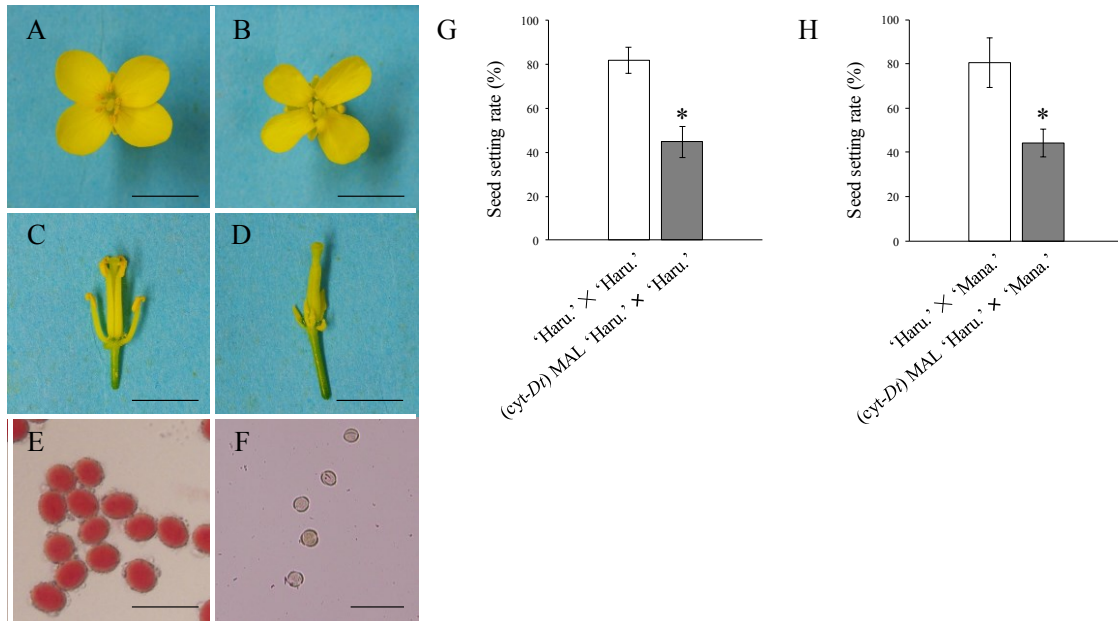 A
B
C
D
E
F
G
Seed setting rate (%)
100
80
60
40
20
0
*
‘Haru.’ × ‘Haru.’
(cyt-Dt) MAL ‘Haru.’ × ‘Haru.’
H
Seed setting rate (%)
100
80
60
40
20
0
*
‘Haru.’ × ‘Mana.’
(cyt-Dt) MAL ‘Haru.’ × ‘Mana.’